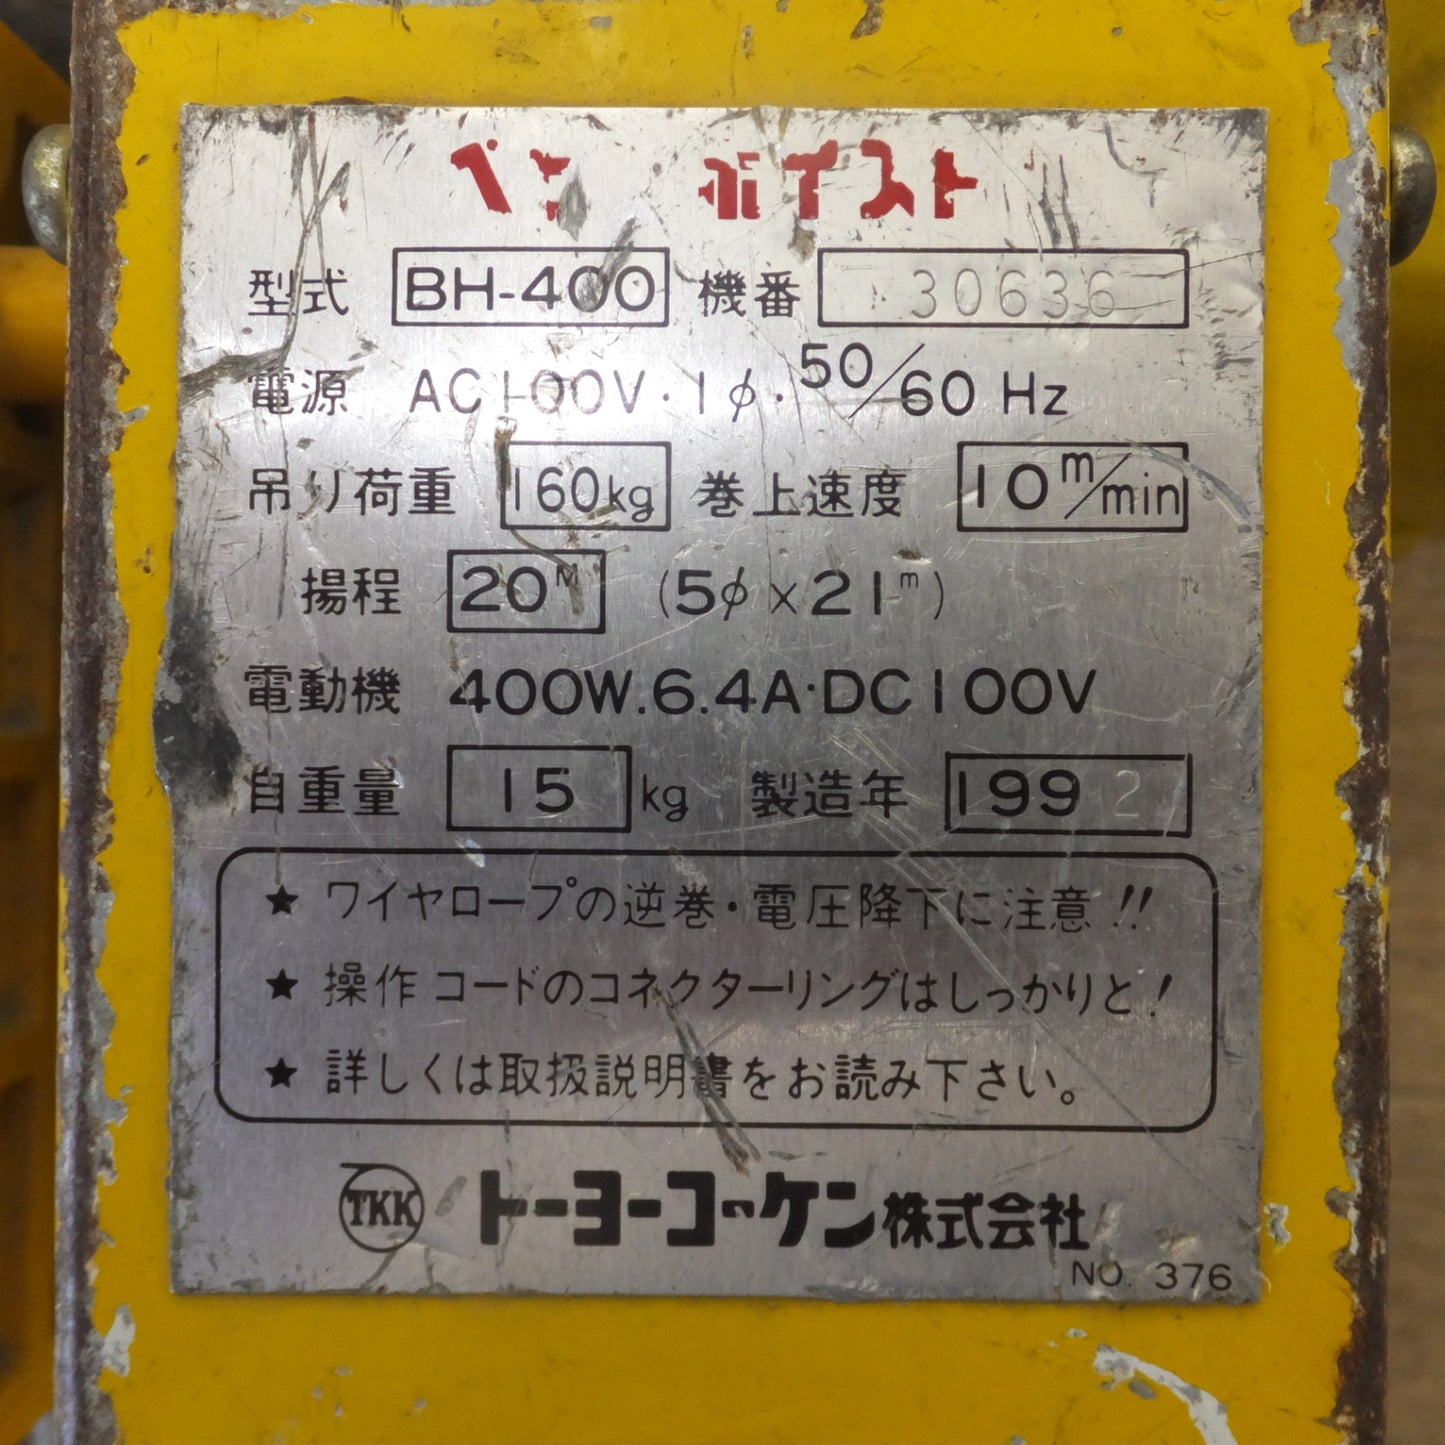 ホイスト
型式 BH-400 機番 30636
電源 AC100V・1φ・50/60 Hz
吊り荷重 160kg 巻上速度 10m/min
揚程 20M (5φ×21m)
電動機 400W.6.4A・DC100V
自重量 15 kg 製造年 1992
★ ワイヤロープの逆巻・電圧降下に注意!!
★ 操作コードのコネクターリングはしっかりと!
★ 詳しくは取扱説明書をお読み下さい。
TKK トーヨーコーケン株式会社
NO. 376